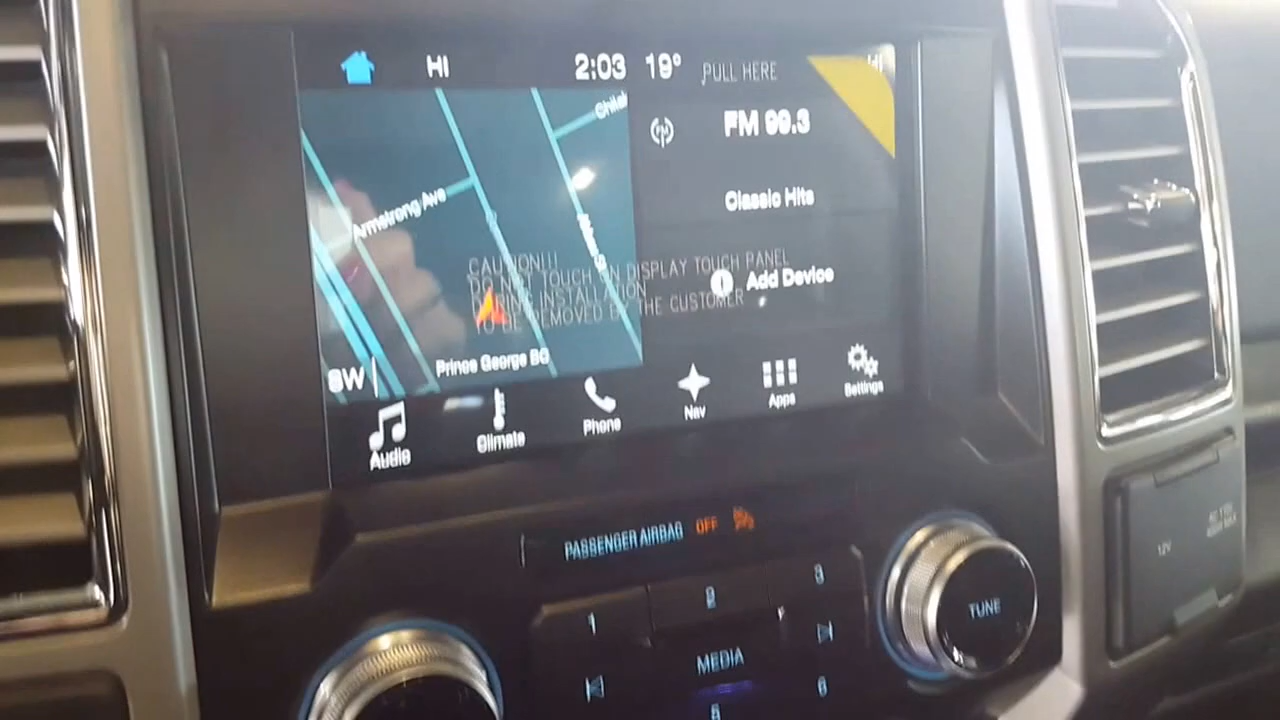 HI
2:03 19° PULL HERE
HI
FM 99.3
Classic Hits
Armstrong Ave
CAUTION!!!
DO NOT TOUCH ON DISPLAY TOUCH PANEL
DURING INSTALLATION
TO BE REMOVED BY THE CUSTOMER
Add Device
Prince George BC
SW
Audio
Climate
Phone
Nav
Apps
Settings
PASSENGER AIRBAG OFF
1
2
3
TUNE
MEDIA
6
5
12V